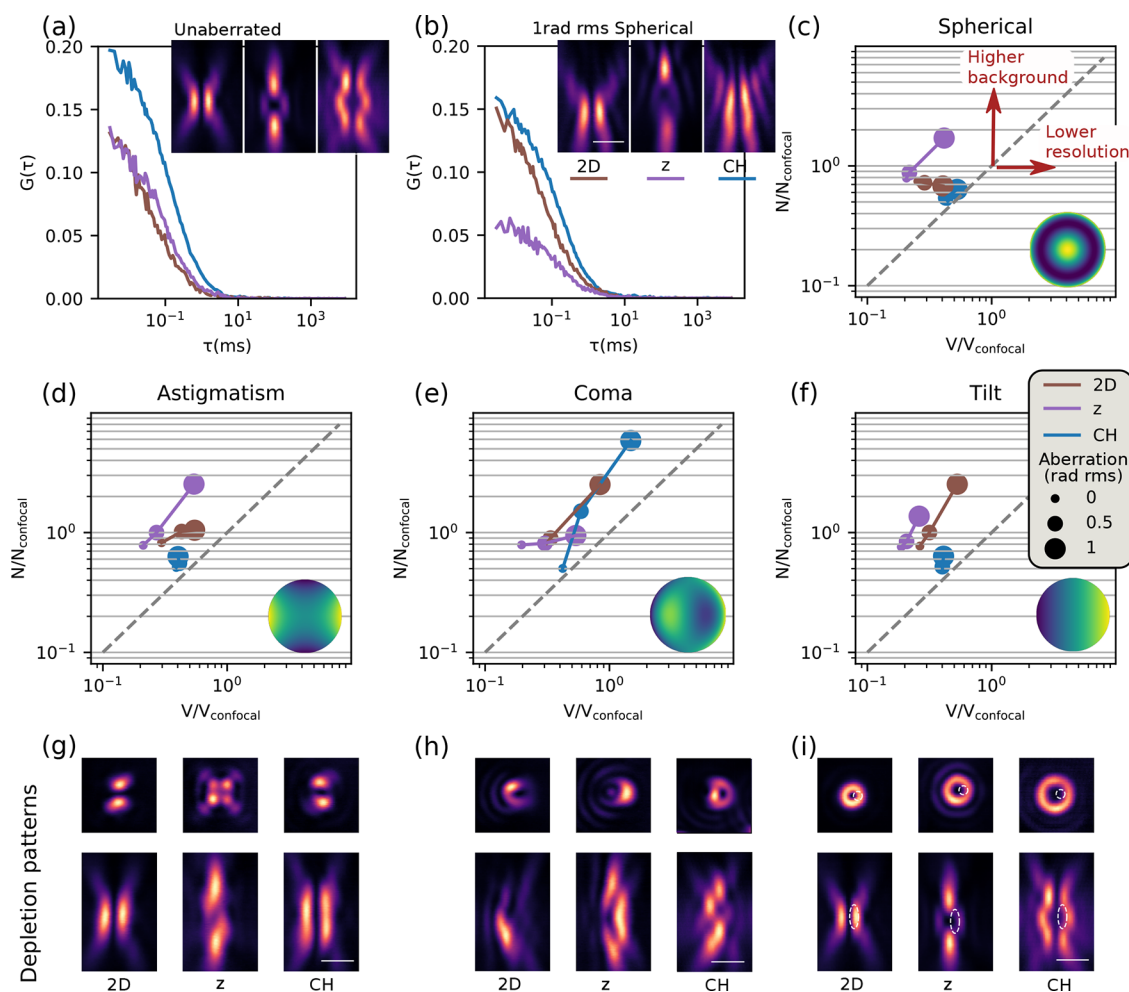 (a)
Unaberrated
0.20
0.15
0.10
0.05
0.00
G(τ)
10⁻¹
10¹
10³
τ(ms)
(b)
1rad rms Spherical
0.20
0.15
0.10
0.05
0.00
G(τ)
2D
z
CH
10⁻¹
10¹
10³
τ(ms)
(c)
Spherical
Higher
background
Lower
resolution
10¹
10⁰
10⁻¹
N/N_confocal
10⁻¹
10⁰
V/V_confocal
(d)
Astigmatism
10⁰
10⁻¹
N/N_confocal
10⁻¹
10⁰
V/V_confocal
(e)
Coma
10⁰
10⁻¹
N/N_confocal
10⁻¹
10⁰
V/V_confocal
(f)
Tilt
10⁰
10⁻¹
N/N_confocal
10⁻¹
10⁰
V/V_confocal
2D
z
CH
Aberration
(rad rms)
0
0.5
1
Depletion patterns
(g)
2D
z
CH
(h)
2D
z
CH
(i)
2D
z
CH